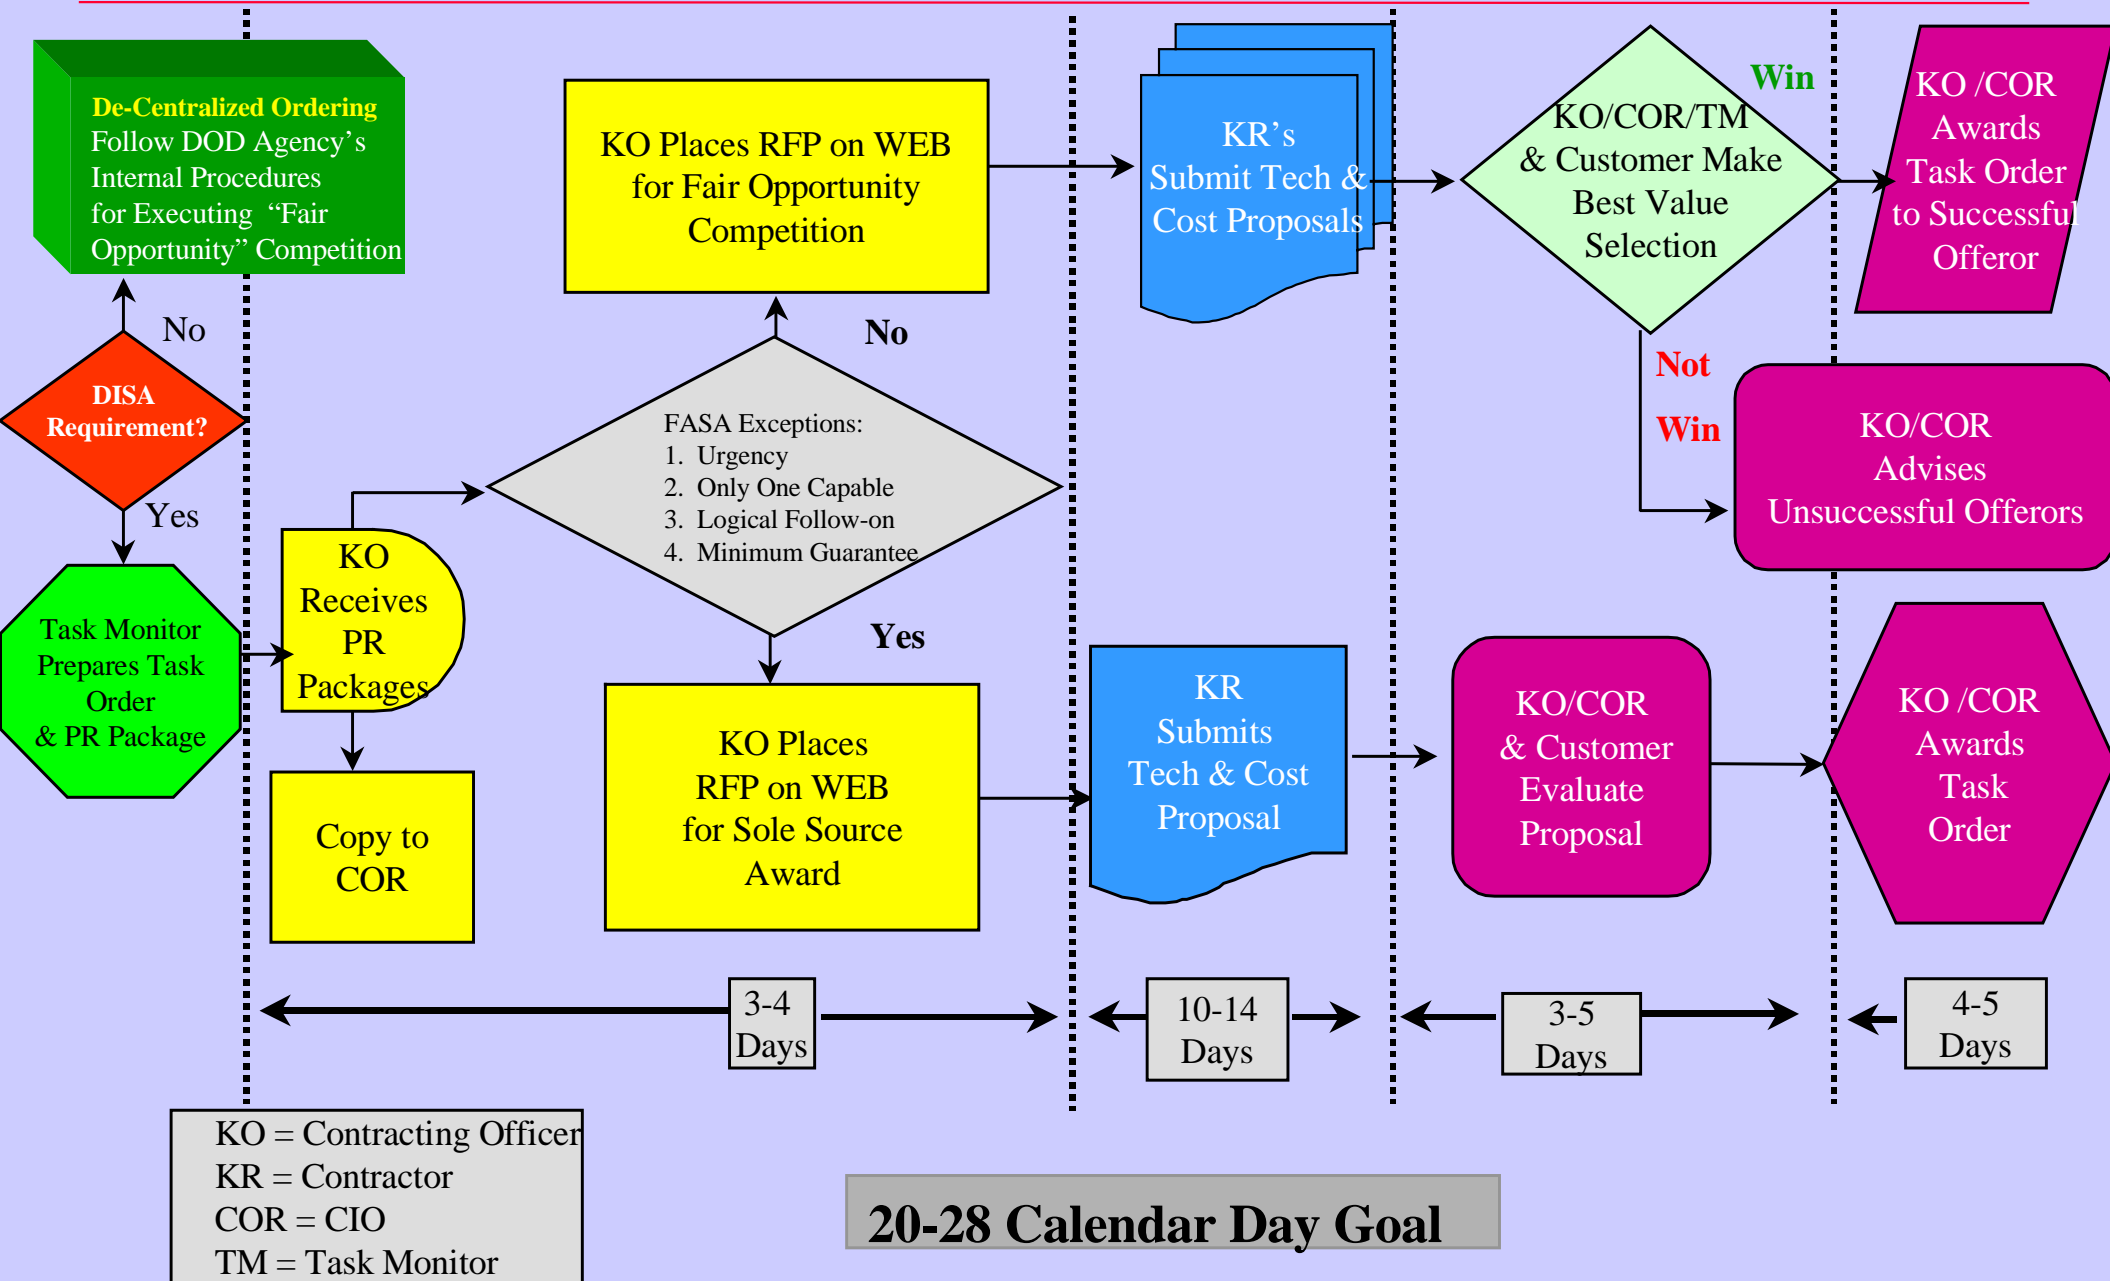 De-Centralized Ordering
Follow DOD Agency’s
Internal Procedures
for Executing “Fair
Opportunity” Competition
No
DISA
Requirement?
Yes
Task Monitor
Prepares Task
Order
& PR Package
KO
Receives
PR
Packages
Copy to
COR
KO Places RFP on WEB
for Fair Opportunity
Competition
No
FASA Exceptions:
1. Urgency
2. Only One Capable
3. Logical Follow-on
4. Minimum Guarantee
Yes
KO Places
RFP on WEB
for Sole Source
Award
KR’s
Submit Tech &
Cost Proposals
KR
Submits
Tech & Cost
Proposal
Win
KO/COR/TM
& Customer Make
Best Value
Selection
Not
Win
KO/COR
& Customer
Evaluate
Proposal
KO /COR
Awards
Task Order
to Successful
Offeror
KO/COR
Advises
Unsuccessful Offerors
KO /COR
Awards
Task
Order
3-4
Days
10-14
Days
3-5
Days
4-5
Days
KO = Contracting Officer
KR = Contractor
COR = CIO
TM = Task Monitor
20-28 Calendar Day Goal